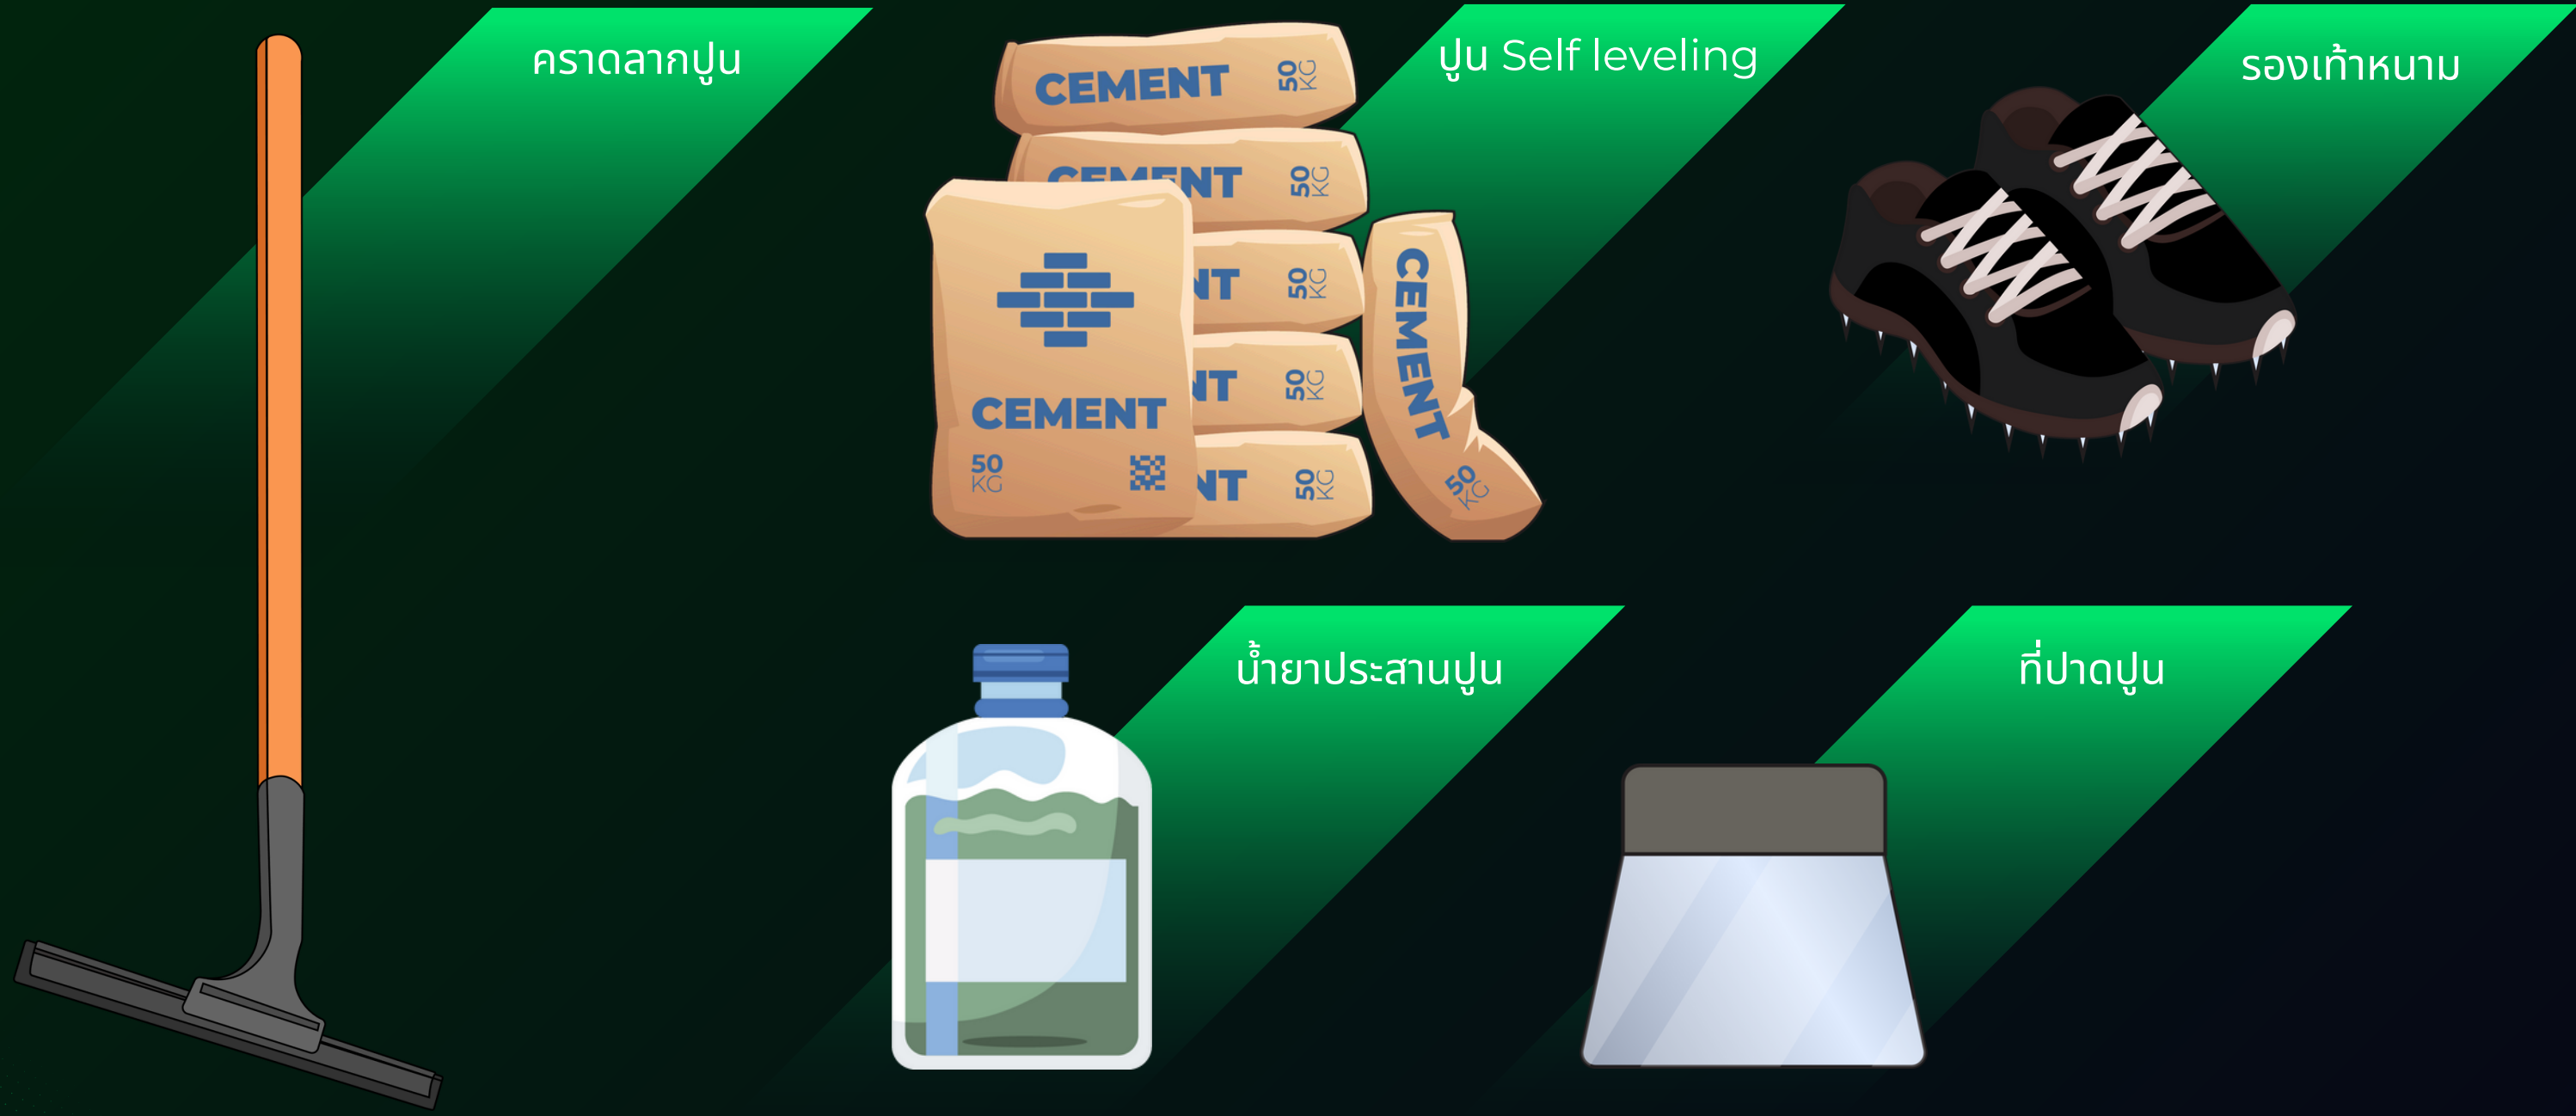 คราดลากปูน
ปูน Self leveling
รองเท้าหนาม
CEMENT 50 KG
CEMENT 50 KG
NT 50 KG
NT 50 KG
NT 50 KG
CEMENT
50
KG
CEMENT
50
KG
น้ำยาประสานปูน
ที่ปาดปูน